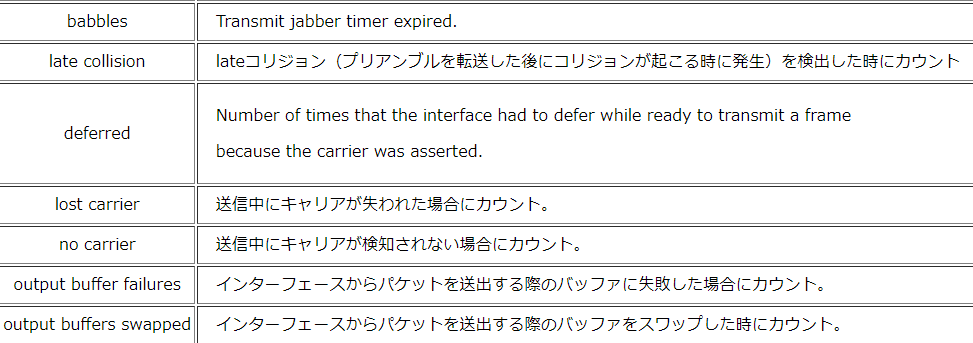 babbles Transmit jabber timer expired.
late collision lateコリジョン（プリアンブルを転送した後にコリジョンが起こる時に発生）を検出した時にカウント
deferred Number of times that the interface had to defer while ready to transmit a frame
because the carrier was asserted.
lost carrier 送信中にキャリアが失われた場合にカウント。
no carrier 送信中にキャリアが検知されない場合にカウント。
output buffer failures インターフェースからパケットを送出する際のバッファに失敗した場合にカウント。
output buffers swapped インターフェースからパケットを送出する際のバッファをスワップした時にカウント。